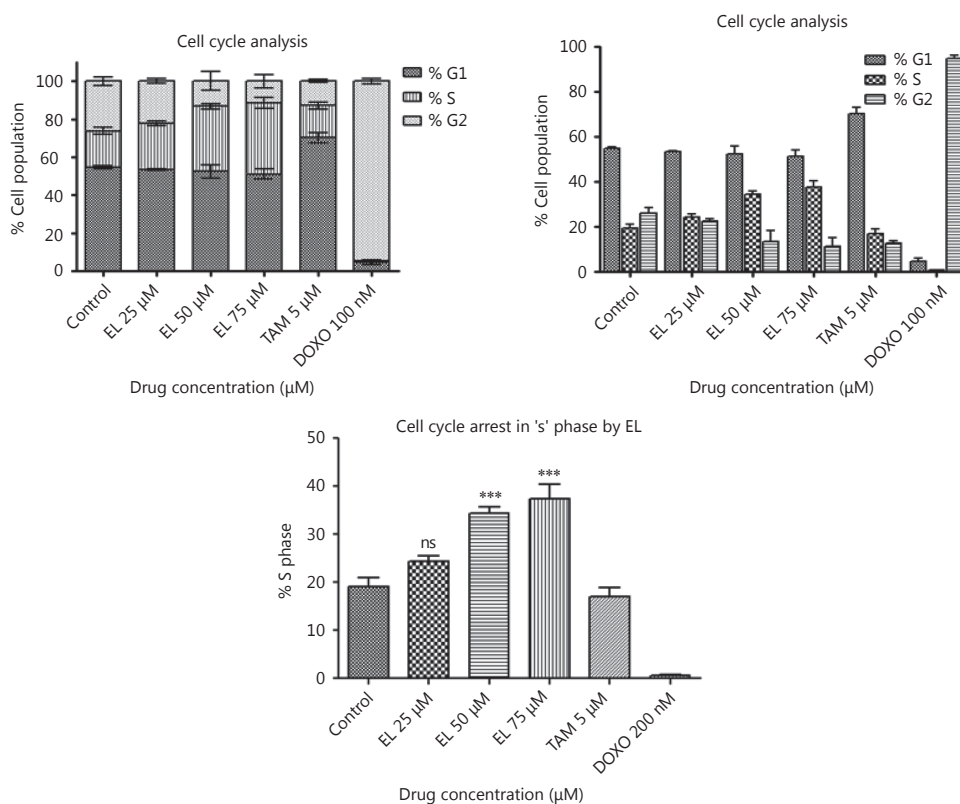 Cell cycle analysis
% G1
% S
% G2
100
80
60
40
20
0
% Cell population
Control
EL 25 μM
EL 50 μM
EL 75 μM
TAM 5 μM
DOXO 100 nM
Drug concentration (μM)
Cell cycle analysis
% G1
% S
% G2
100
80
60
40
20
0
% Cell population
Control
EL 25 μM
EL 50 μM
EL 75 μM
TAM 5 μM
DOXO 100 nM
Drug concentration (μM)
Cell cycle arrest in 's' phase by EL
50
40
30
20
10
0
% S phase
ns
***
***
Control
EL 25 μM
EL 50 μM
EL 75 μM
TAM 5 μM
DOXO 200 nM
Drug concentration (μM)